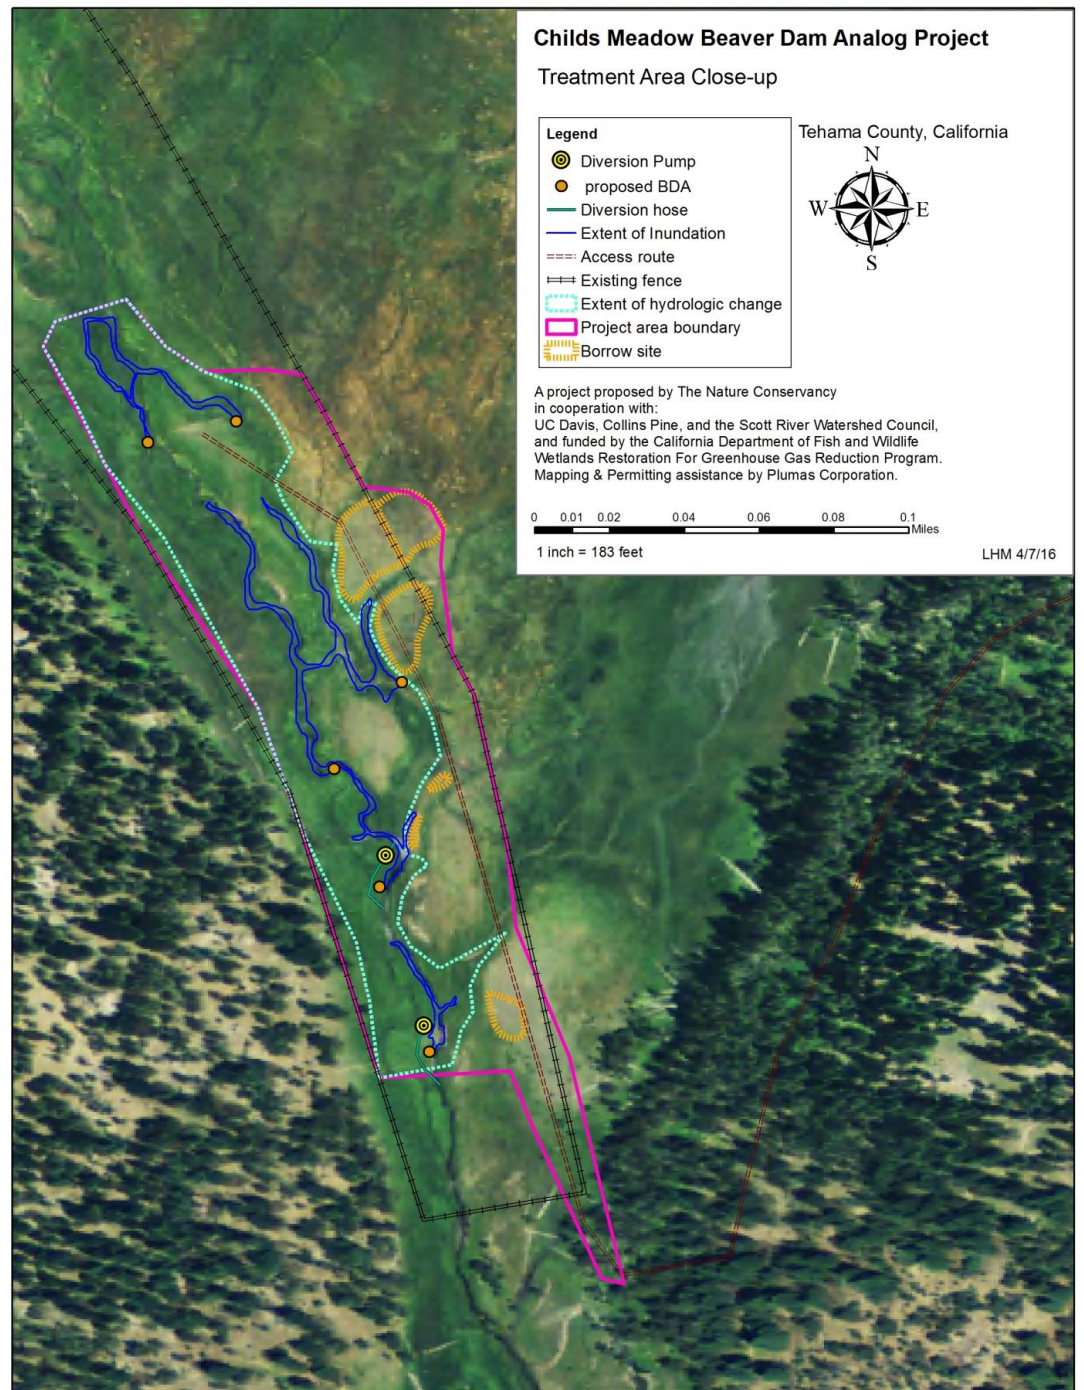 Childs Meadow Beaver Dam Analog Project
Treatment Area Close-up
Legend
Diversion Pump
proposed BDA
Diversion hose
Extent of Inundation
Access route
Existing fence
Extent of hydrologic change
Project area boundary
Borrow site
Tehama County, California
N
W E
S
A project proposed by The Nature Conservancy
in cooperation with:
UC Davis, Collins Pine, and the Scott River Watershed Council,
and funded by the California Department of Fish and Wildlife
Wetlands Restoration For Greenhouse Gas Reduction Program.
Mapping & Permitting assistance by Plumas Corporation.
0 0.01 0.02 0.04 0.06 0.08 0.1
Miles
1 inch = 183 feet
LHM 4/7/16